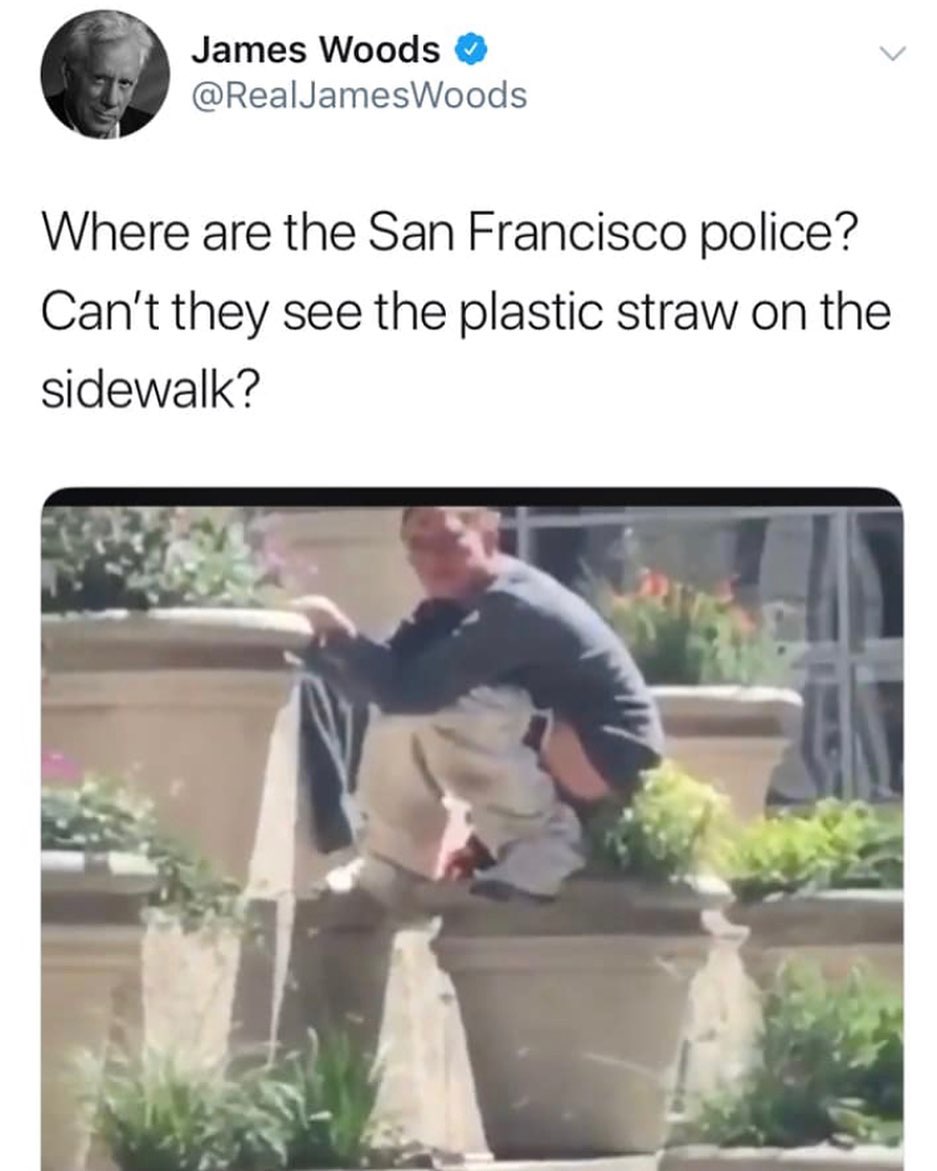 James Woods
@RealJamesWoods
Where are the San Francisco police?
Can't they see the plastic straw on the
sidewalk?